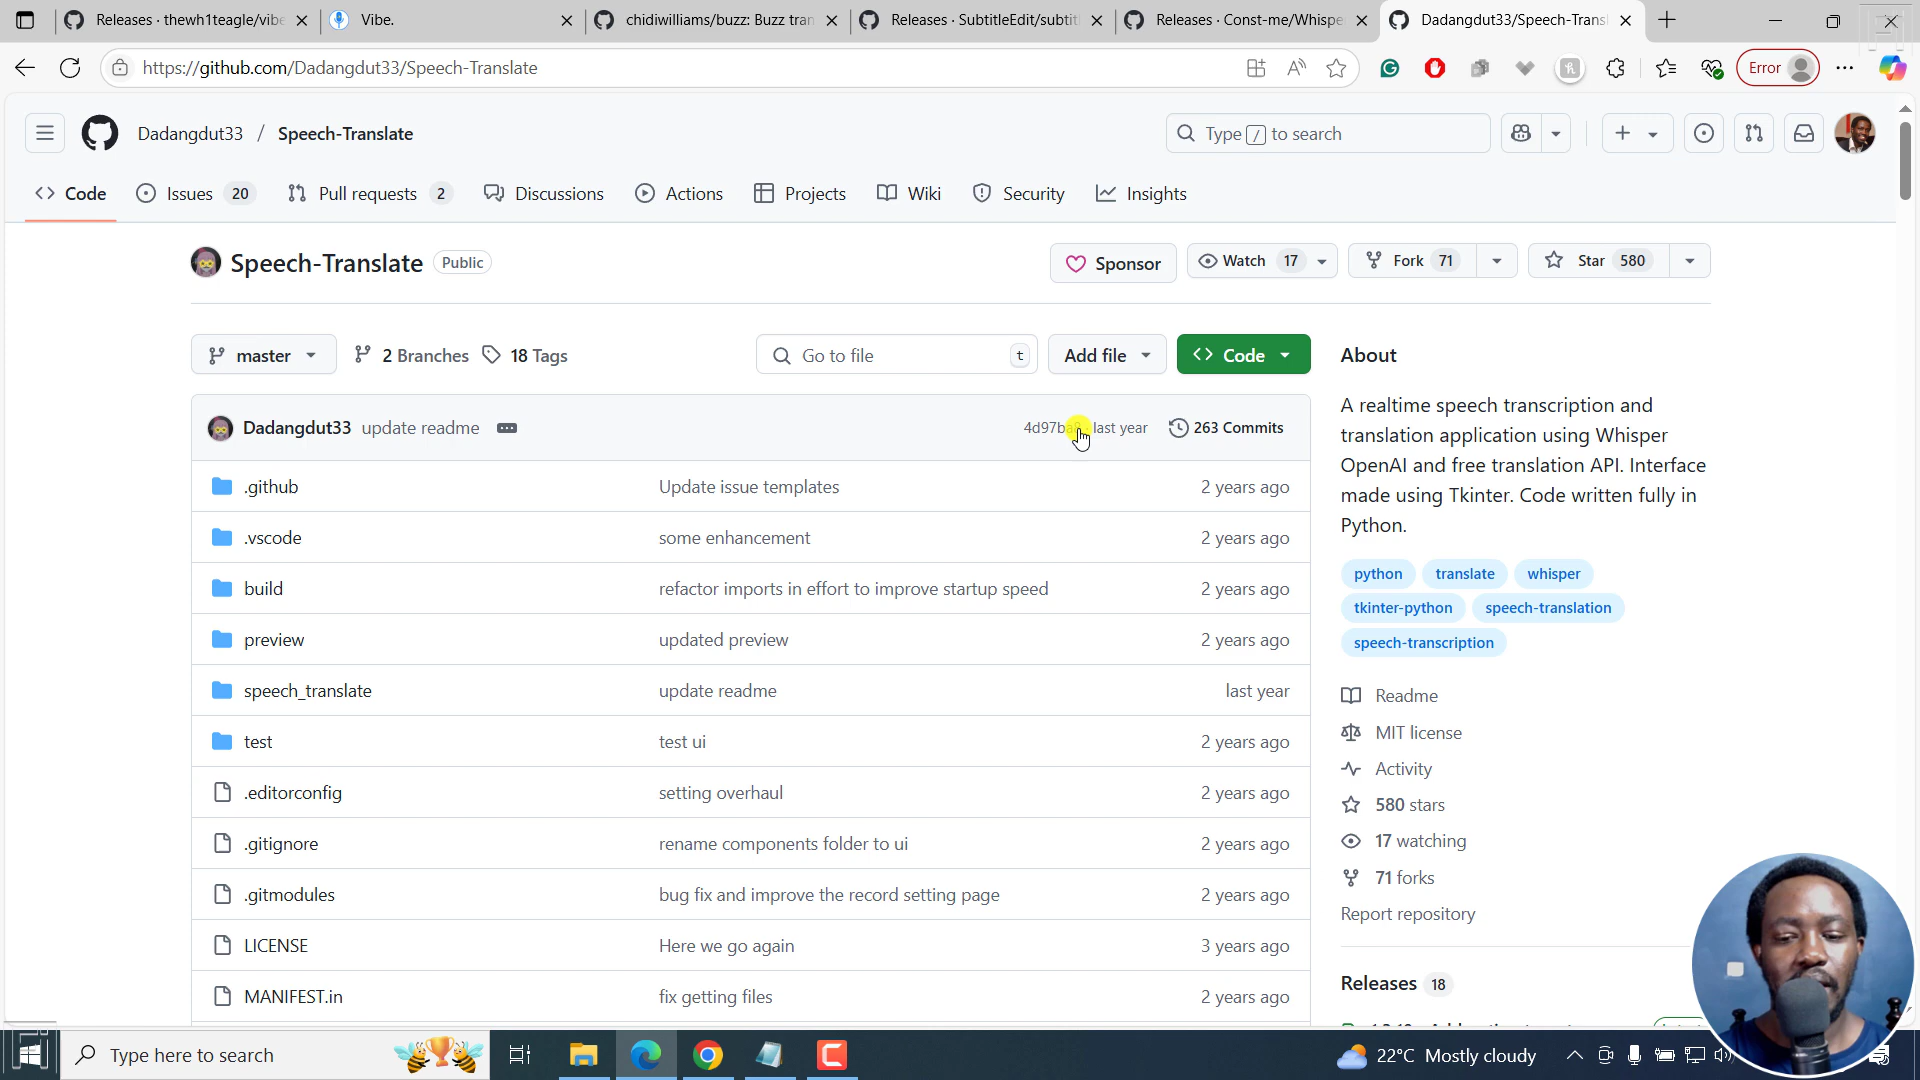 Releases · thewh1teagle/vibe
Vibe.
chidiwilliams/buzz: Buzz tran
Releases · SubtitleEdit/subtit
Releases · Const-me/Whispe
Dadangdut33/Speech-Transl
https://github.com/Dadangdut33/Speech-Translate
Error
Dadangdut33 / Speech-Translate
Type / to search
Code
Issues 20
Pull requests 2
Discussions
Actions
Projects
Wiki
Security
Insights
Speech-Translate Public
Sponsor
Watch 17
Fork 71
Star 580
master
2 Branches
18 Tags
Go to file t
Add file
Code
Dadangdut33 update readme
last year
263 Commits
.github Update issue templates 2 years ago
.vscode some enhancement 2 years ago
build refactor imports in effort to improve startup speed 2 years ago
preview updated preview 2 years ago
speech_translate update readme last year
test test ui 2 years ago
.editorconfig setting overhaul 2 years ago
.gitignore rename components folder to ui 2 years ago
.gitmodules bug fix and improve the record setting page 2 years ago
LICENSE Here we go again 3 years ago
MANIFEST.in fix getting files 2 years ago
About
A realtime speech transcription and
translation application using Whisper
OpenAI and free translation API. Interface
made using Tkinter. Code written fully in
Python.
python translate whisper
tkinter-python speech-translation
speech-transcription
Readme
MIT license
Activity
580 stars
17 watching
71 forks
Report repository
Releases 18
Type here to search
22°C Mostly cloudy